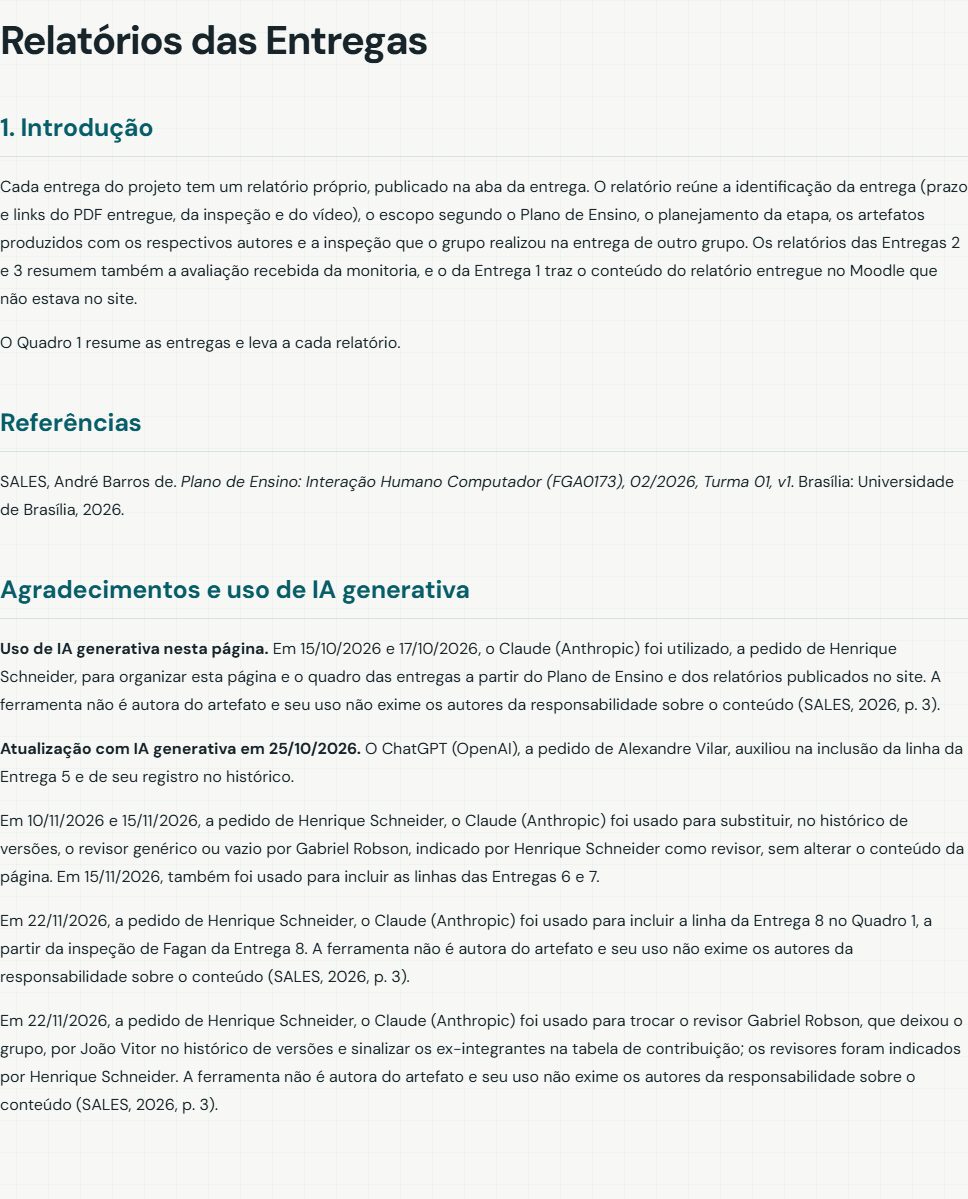 Relatórios das Entregas
1. Introdução
Cada entrega do projeto tem um relatório próprio, publicado na aba da entrega. O relatório reúne a identificação da entrega (prazo
e links do PDF entregue, da inspeção e do vídeo), o escopo segundo o Plano de Ensino, o planejamento da etapa, os artefatos
produzidos com os respectivos autores e a inspeção que o grupo realizou na entrega de outro grupo. Os relatórios das Entregas 2
e 3 resumem também a avaliação recebida da monitoria, e o da Entrega 1 traz o conteúdo do relatório entregue no Moodle que
não estava no site.
O Quadro 1 resume as entregas e leva a cada relatório.
Referências
SALES, André Barros de. Plano de Ensino: Interação Humano Computador (FGA0173), 02/2026, Turma 01, v1. Brasília: Universidade
de Brasília, 2026.
Agradecimentos e uso de IA generativa
Uso de IA generativa nesta página. Em 15/10/2026 e 17/10/2026, o Claude (Anthropic) foi utilizado, a pedido de Henrique
Schneider, para organizar esta página e o quadro das entregas a partir do Plano de Ensino e dos relatórios publicados no site. A
ferramenta não é autora do artefato e seu uso não exime os autores da responsabilidade sobre o conteúdo (SALES, 2026, p. 3).
Atualização com IA generativa em 25/10/2026. O ChatGPT (OpenAI), a pedido de Alexandre Vilar, auxiliou na inclusão da linha da
Entrega 5 e de seu registro no histórico.
Em 10/11/2026 e 15/11/2026, a pedido de Henrique Schneider, o Claude (Anthropic) foi usado para substituir, no histórico de
versões, o revisor genérico ou vazio por Gabriel Robson, indicado por Henrique Schneider como revisor, sem alterar o conteúdo da
página. Em 15/11/2026, também foi usado para incluir as linhas das Entregas 6 e 7.
Em 22/11/2026, a pedido de Henrique Schneider, o Claude (Anthropic) foi usado para incluir a linha da Entrega 8 no Quadro 1, a
partir da inspeção de Fagan da Entrega 8. A ferramenta não é autora do artefato e seu uso não exime os autores da
responsabilidade sobre o conteúdo (SALES, 2026, p. 3).
Em 22/11/2026, a pedido de Henrique Schneider, o Claude (Anthropic) foi usado para trocar o revisor Gabriel Robson, que deixou o
grupo, por João Vitor no histórico de versões e sinalizar os ex-integrantes na tabela de contribuição; os revisores foram indicados
por Henrique Schneider. A ferramenta não é autora do artefato e seu uso não exime os autores da responsabilidade sobre o
conteúdo (SALES, 2026, p. 3).